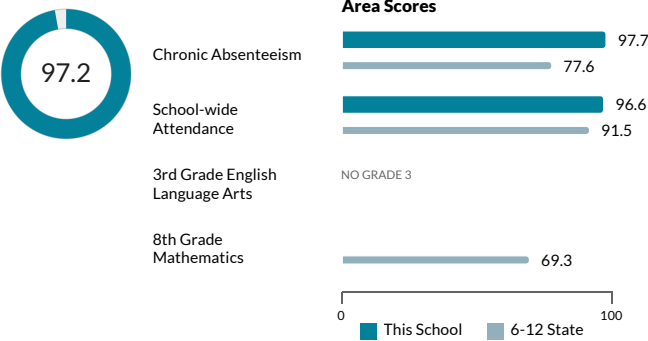 Area Scores
97.2
Chronic Absenteeism
97.7
77.6
School-wide
Attendance
96.6
91.5
3rd Grade English
Language Arts
NO GRADE 3
8th Grade
Mathematics
69.3
0
100
This School
6-12 State